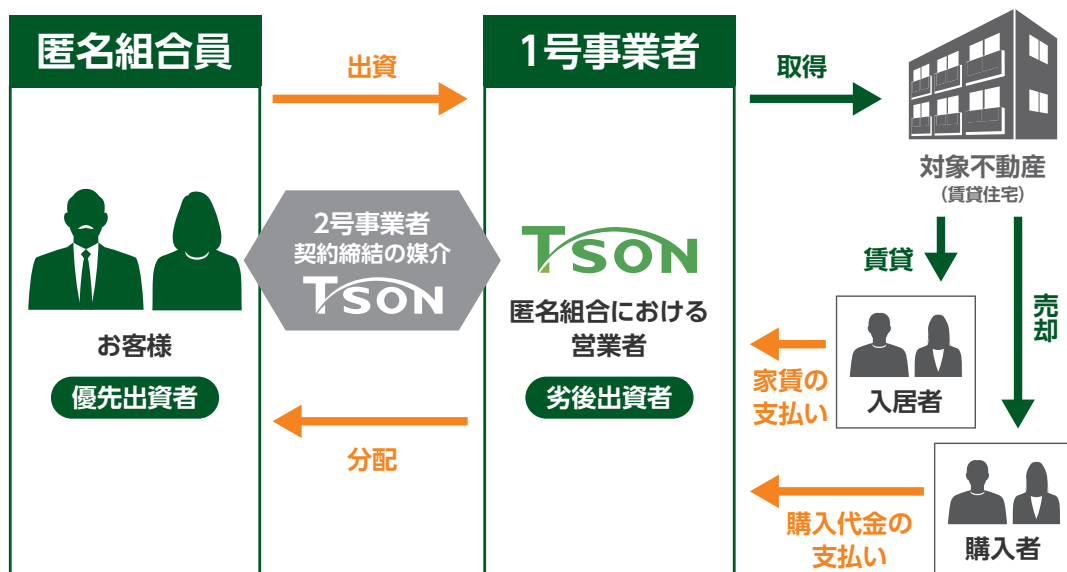 匿名組合員
お客様
優先出資者
出資
2号事業者
契約締結の媒介
TSON
分配
1号事業者
TSON
匿名組合における
営業者
劣後出資者
取得
対象不動産
(賃貸住宅)
賃貸
売却
家賃の
支払い
入居者
購入代金の
支払い
購入者